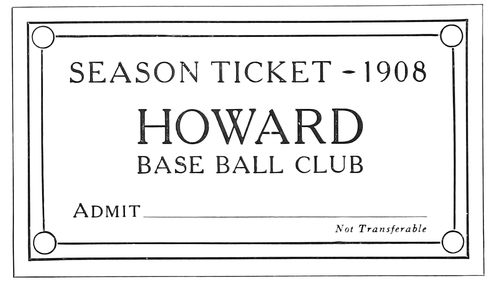 SEASON TICKET - 1908
HOWARD
BASE BALL CLUB
ADMIT
Not Transferable